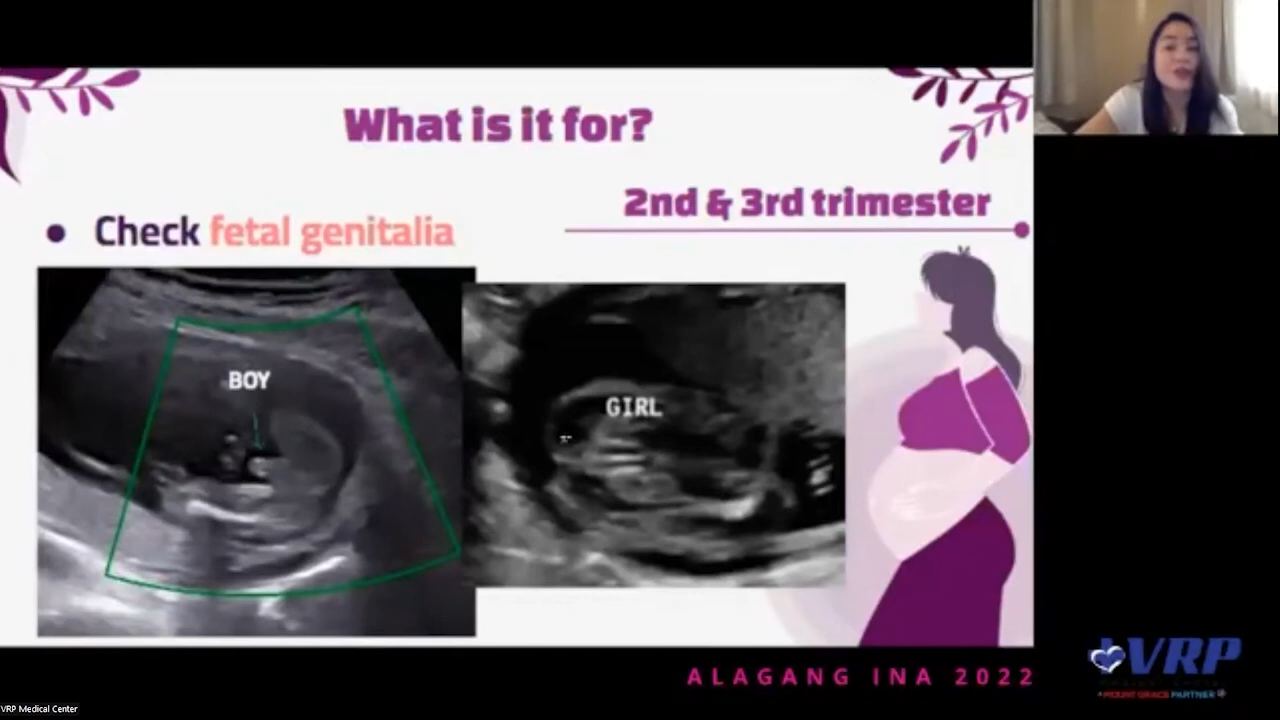 What is it for?
2nd & 3rd trimester
• Check fetal genitalia
BOY
GIRL
ALAGANG INA 2022
VRP
A MOUNT GRACE PARTNER
VRP Medical Center